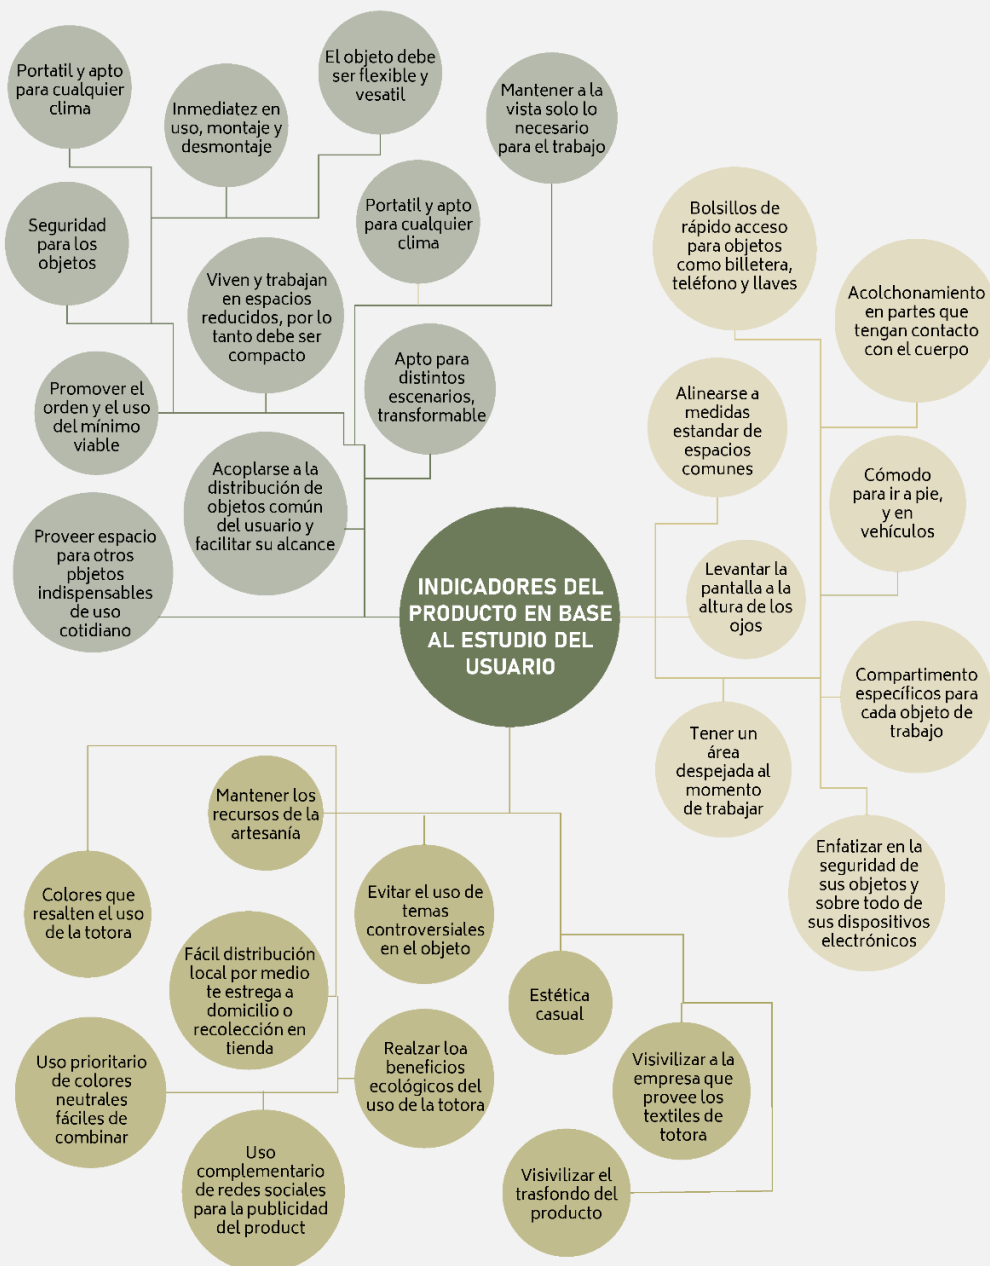 Portatil y apto
para cualquier
clima
Inmediatez en
uso, montaje y
desmontaje
El objeto debe
ser flexible y
vesatil
Mantener a la
vista solo lo
necesario
para el trabajo
Seguridad
para los
objetos
Portatil y apto
para cualquier
clima
Viven y trabajan
en espacios
reducidos, por lo
tanto debe ser
compacto
Promover el
orden y el uso
del mínimo
viable
Apto para
distintos
escenarios,
transformable
Acoplarse a la
distribución de
objetos común
del usuario y
facilitar su alcance
Proveer espacio
para otros
pbjetos
indispensables
de uso
cotidiano
INDICADORES DEL
PRODUCTO EN BASE
AL ESTUDIO DEL
USUARIO
Bolsillos de
rápido acceso
para objetos
como billetera,
teléfono y llaves
Acolchonamiento
en partes que
tengan contacto
con el cuerpo
Alinearse a
medidas
estandar de
espacios
comunes
Cómodo
para ir a pie,
y en
vehículos
Levantar la
pantalla a la
altura de los
ojos
Compartimento
específicos para
cada objeto de
trabajo
Tener un
área
despejada al
momento
de trabajar
Enfatizar en la
seguridad de
sus objetos y
sobre todo de
sus dispositivos
electrónicos
Mantener los
recursos de la
artesanía
Colores que
resalten el uso
de la totora
Evitar el uso de
temas
controversiales
en el objeto
Fácil distribución
local por medio
te estrega a
domicilio o
recolección en
tienda
Estética
casual
Uso prioritario
de colores
neutrales
fáciles de
combinar
Realzar loa
beneficios
ecológicos del
uso de la totora
Visivilizar a la
empresa que
provee los
textiles de
totora
Uso
complementario
de redes sociales
para la publicidad
del product
Visivilizar el
trasfondo del
producto